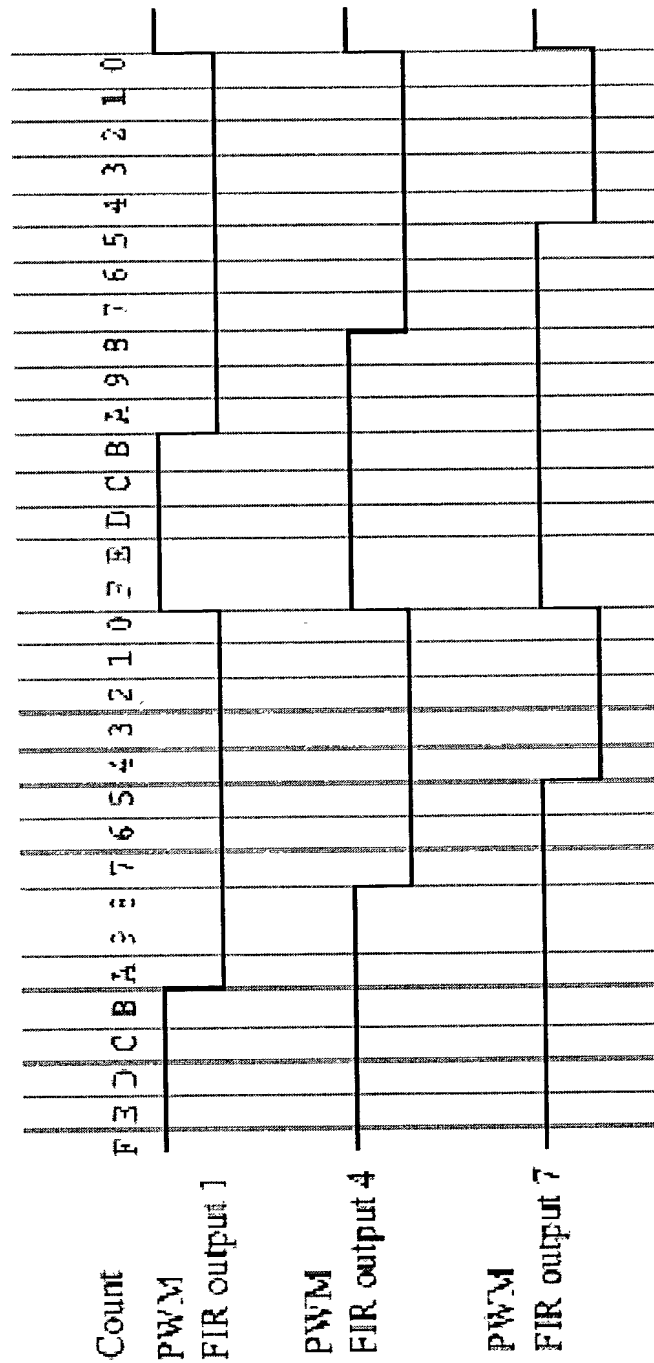 Count F E D C B A 9 8 7 6 5 4 3 2 1 0 F E D C B A 9 8 7 6 5 4 3 2 1 0
PWM
FIR output 1
PWM
FIR output 4
PWM
FIR output 7